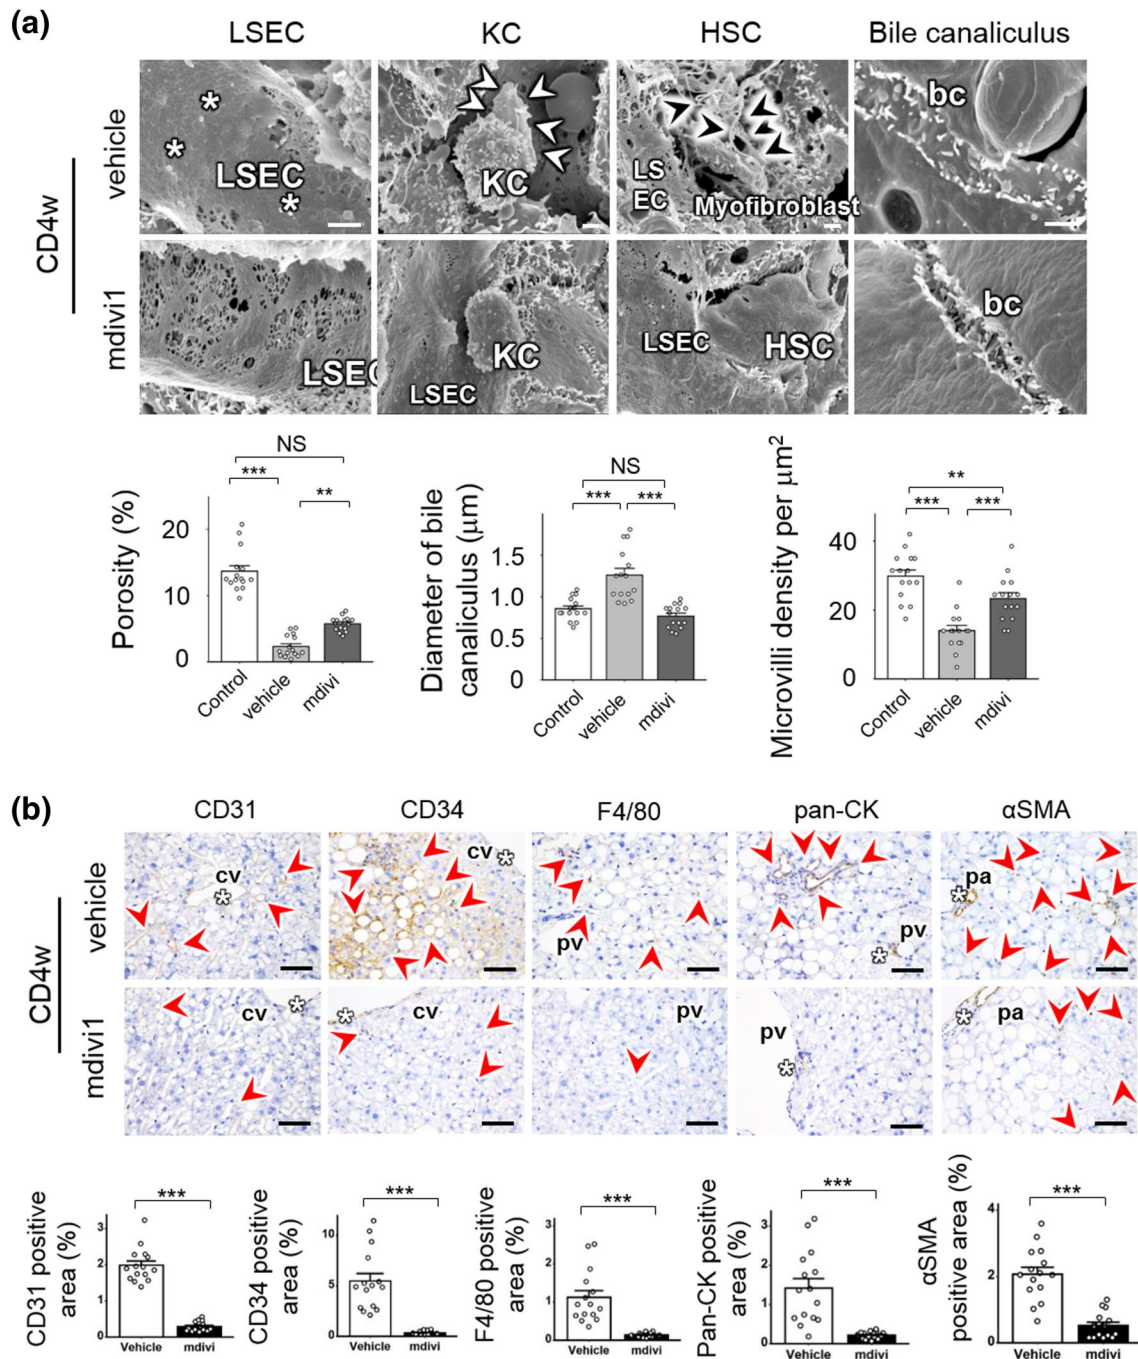 (a)
LSEC KC HSC Bile canaliculus
CD4w
vehicle
* * LSEC *
KC
LS
EC
Myofibroblast
bc
mdivi1
LSEC
KC
LSEC
LSEC HSC
bc
Porosity (%)
NS
*** **
20
10
0
Control vehicle mdivi
Diameter of bile
canaliculus (μm)
NS
*** ***
1.5
1.0
0.5
0
Control vehicle mdivi
Microvilli density per μm²
**
*** ***
40
20
0
Control vehicle mdivi
(b)
CD31 CD34 F4/80 pan-CK αSMA
CD4w
vehicle
cv *
cv *
pv
* pv
pa
*
mdivi1
cv *
* cv
pv
pv
*
* pa
CD31 positive
area (%)
***
3
2
1
0
Vehicle mdivi
CD34 positive
area (%)
***
10
5
0
Vehicle mdivi
F4/80 positive
area (%)
***
3
2
1
0
Vehicle mdivi
Pan-CK positive
area (%)
***
3
2
1
0
Vehicle mdivi
αSMA
positive area (%)
***
4
2
0
Vehicle mdivi